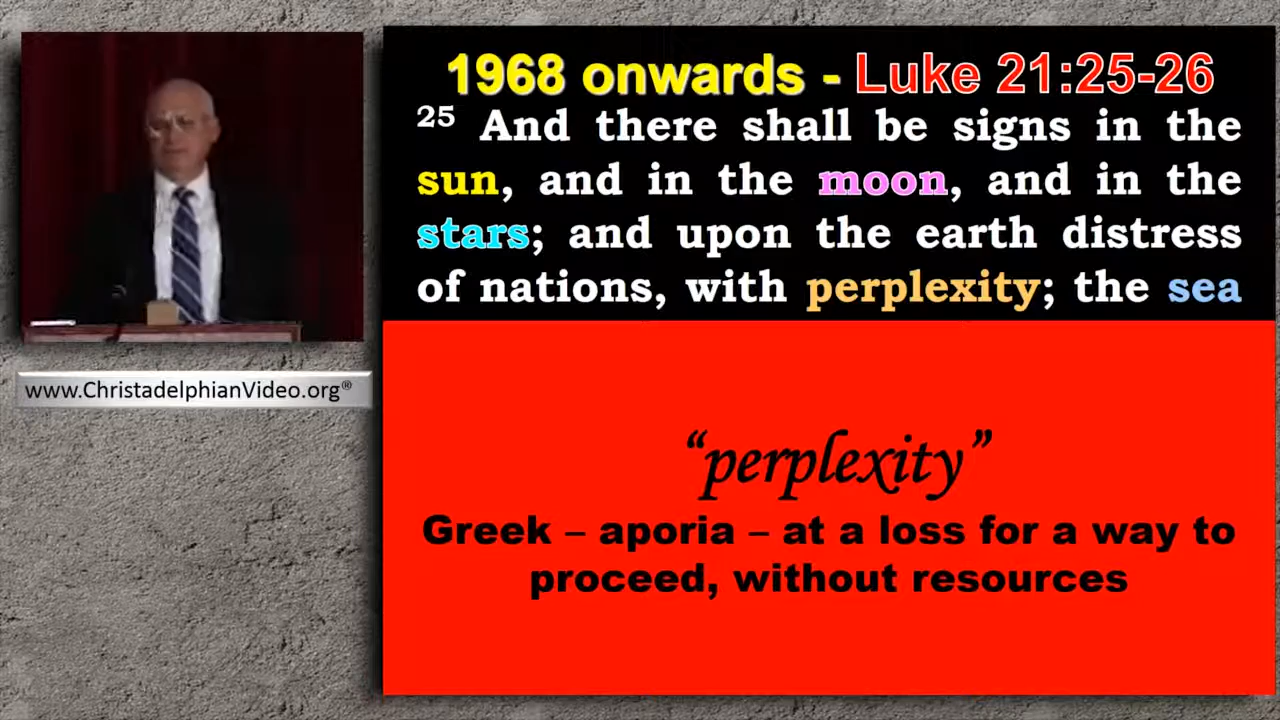 1968 onwards - Luke 21:25-26
25 And there shall be signs in the
sun, and in the moon, and in the
stars; and upon the earth distress
of nations, with perplexity; the sea
www.ChristadelphianVideo.org®
“perplexity”
Greek – aporia – at a loss for a way to
proceed, without resources